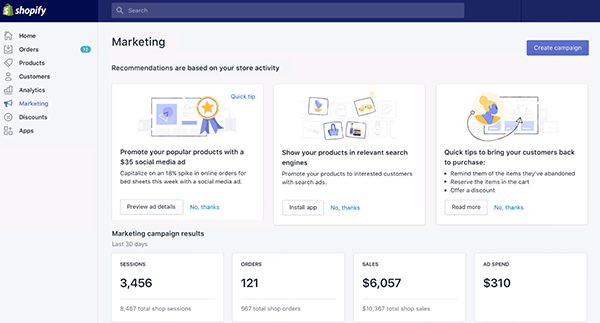 shopify
Search
Home
Orders 12
Products
Customers
Analytics
Marketing
Discounts
Apps
Marketing
Create campaign
Recommendations are based on your store activity
Quick tip
Promote your popular products with a
$35 social media ad
Capitalize on an 18% spike in online orders for
bed sheets this week with a social media ad.
Preview ad details No, thanks
Show your products in relevant search
engines
Promote your products to interested customers
with search ads.
Install app No, thanks
Quick tips to bring your customers back
to purchase:
• Remind them of the items they've abandoned
• Reserve the items in the cart
• Offer a discount
Read more No, thanks
Marketing campaign results
Last 30 days
SESSIONS
3,456
8,467 total shop sessions
ORDERS
121
567 total shop orders
SALES
$6,057
$10,367 total shop sales
AD SPEND
$310